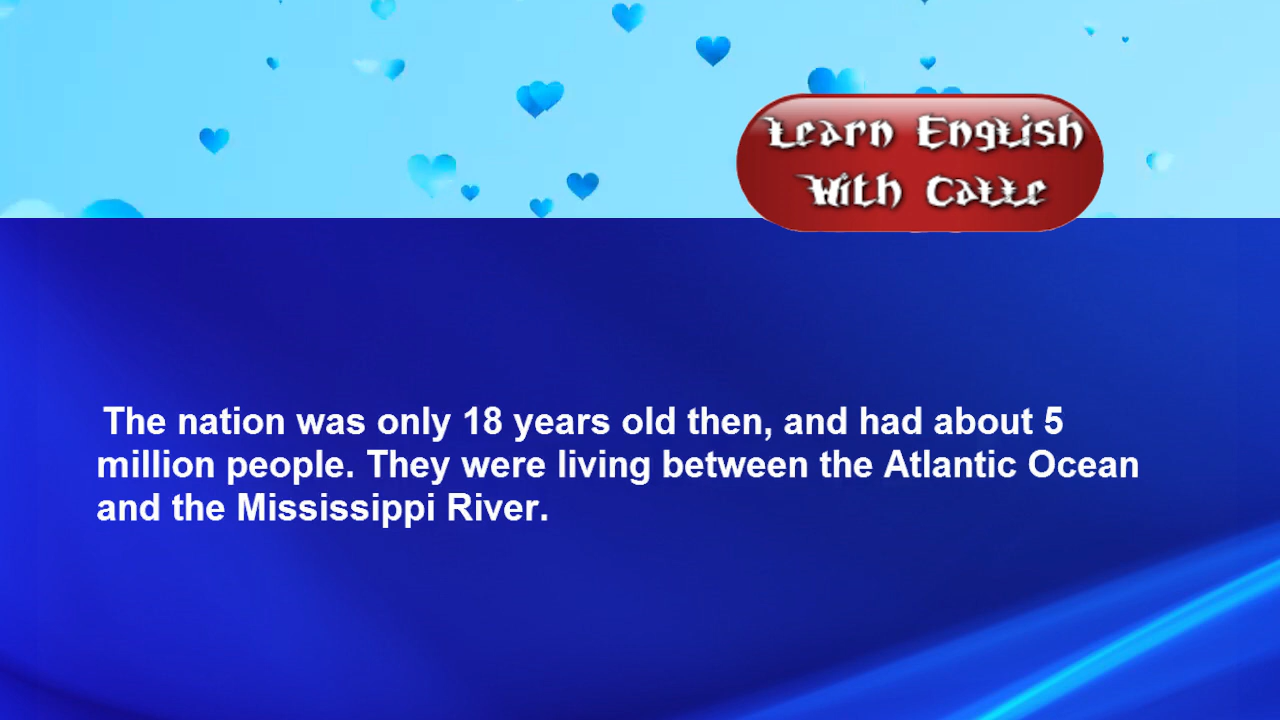 Learn English
With Calle
The nation was only 18 years old then, and had about 5
million people. They were living between the Atlantic Ocean
and the Mississippi River.